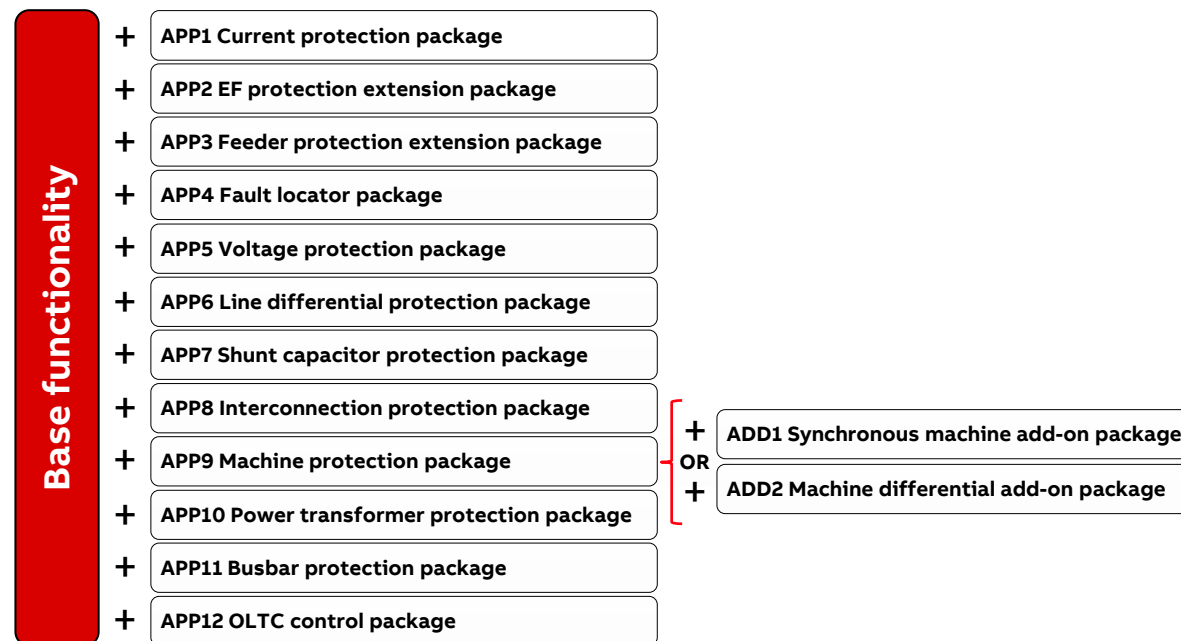 Base functionality
+ APP1 Current protection package
+ APP2 EF protection extension package
+ APP3 Feeder protection extension package
+ APP4 Fault locator package
+ APP5 Voltage protection package
+ APP6 Line differential protection package
+ APP7 Shunt capacitor protection package
+ APP8 Interconnection protection package
+ APP9 Machine protection package
+ APP10 Power transformer protection package
+ APP11 Busbar protection package
+ APP12 OLTC control package
+ ADD1 Synchronous machine add-on package
OR
+ ADD2 Machine differential add-on package